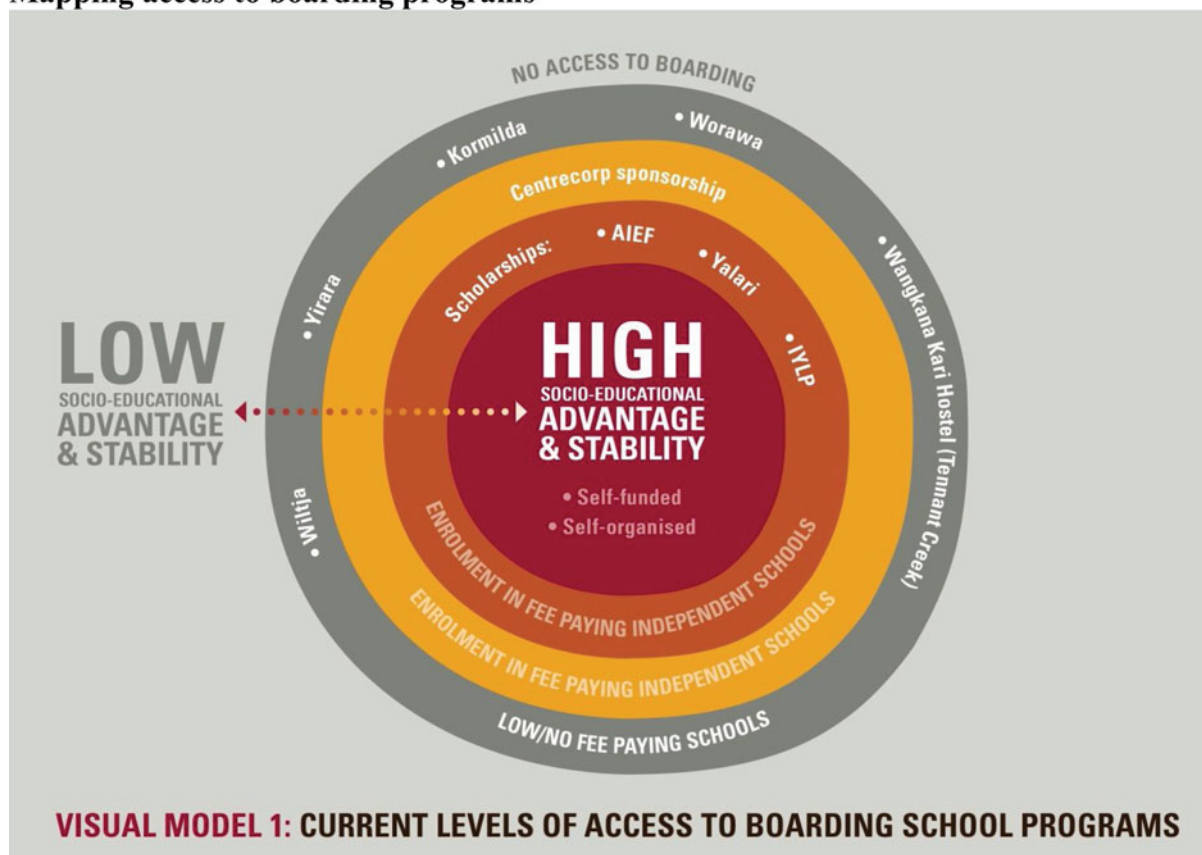 Mapping access to boarding programs
NO ACCESS TO BOARDING
• Kormilda
• Worawa
Centrecorp sponsorship
Scholarships:
• AIEF
• Yalari
• IYLP
• Yirara
• Wangkana Kari Hostel (Tennant Creek)
LOW
SOCIO-EDUCATIONAL
ADVANTAGE
& STABILITY
HIGH
SOCIO-EDUCATIONAL
ADVANTAGE
& STABILITY
• Self-funded
• Self-organised
• Wiltja
ENROLMENT IN FEE PAYING INDEPENDENT SCHOOLS
ENROLMENT IN FEE PAYING INDEPENDENT SCHOOLS
LOW/NO FEE PAYING SCHOOLS
VISUAL MODEL 1: CURRENT LEVELS OF ACCESS TO BOARDING SCHOOL PROGRAMS